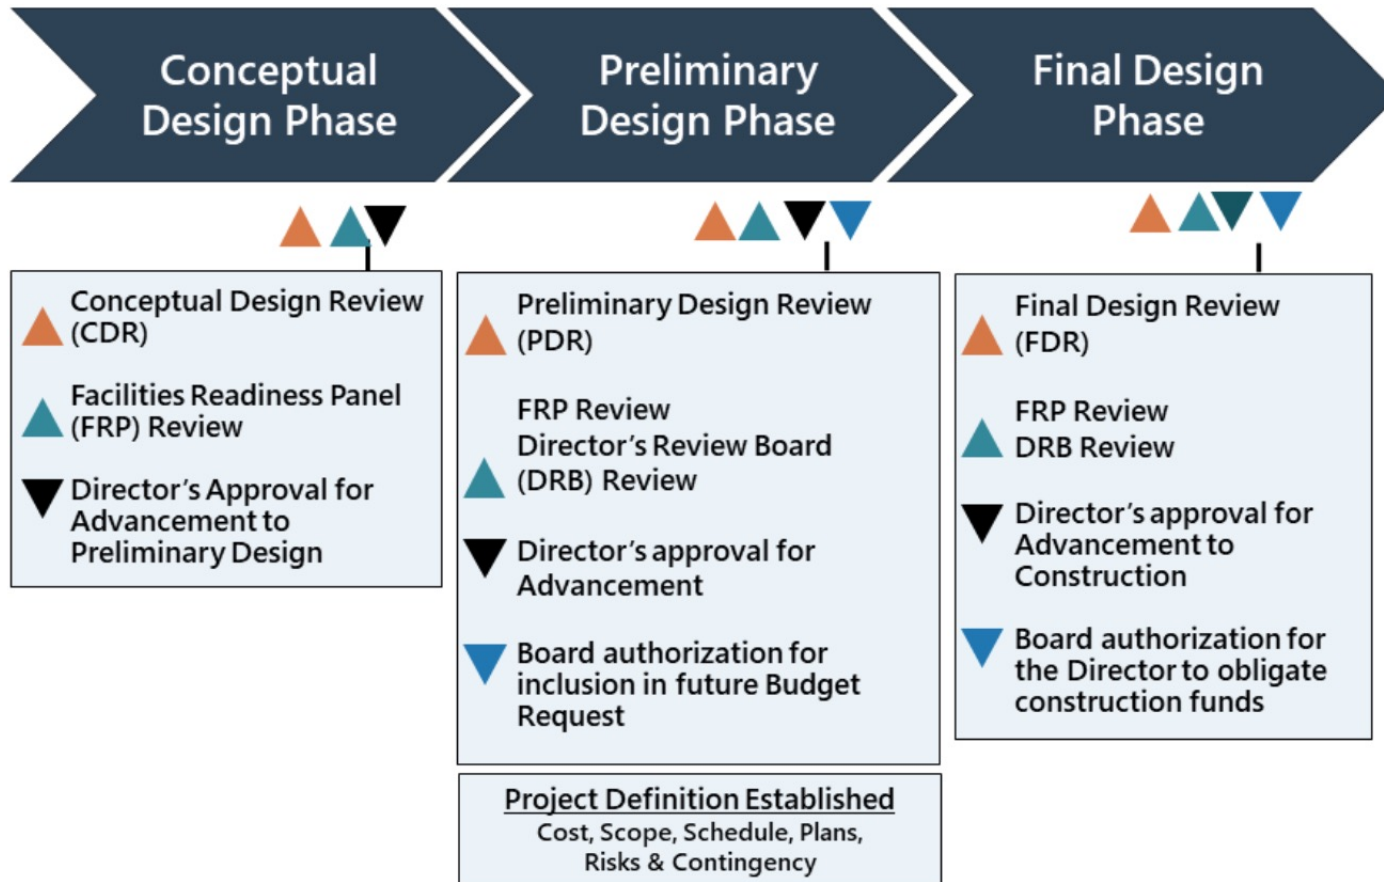 Conceptual
Design Phase
Preliminary
Design Phase
Final Design
Phase
Conceptual Design Review
(CDR)
Facilities Readiness Panel
(FRP) Review
Director's Approval for
Advancement to
Preliminary Design
Preliminary Design Review
(PDR)
FRP Review
Director's Review Board
(DRB) Review
Director's approval for
Advancement
Board authorization for
inclusion in future Budget
Request
Project Definition Established
Cost, Scope, Schedule, Plans,
Risks & Contingency
Final Design Review
(FDR)
FRP Review
DRB Review
Director's approval for
Advancement to
Construction
Board authorization for
the Director to obligate
construction funds